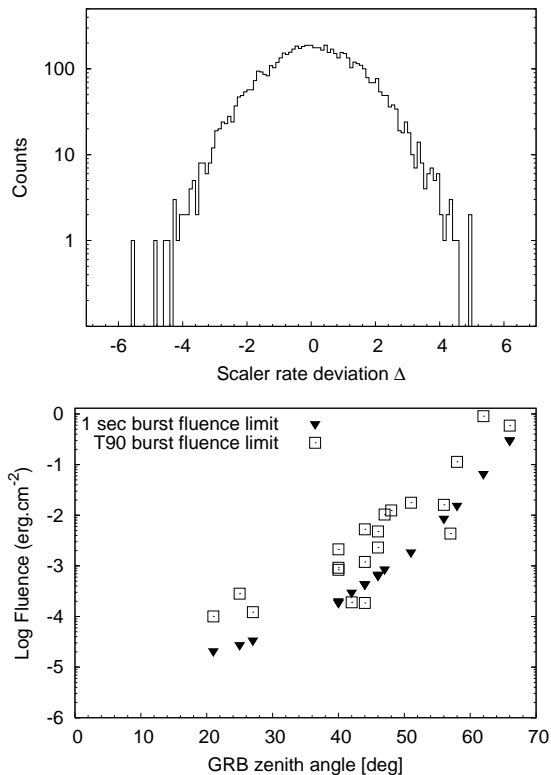 100
10
1
Counts
-6 -4 -2 0 2 4 6
Scaler rate deviation Δ
1 sec burst fluence limit
T90 burst fluence limit
0
-1
-2
-3
-4
-5
-6
Log Fluence (erg.cm-2)
10 20 30 40 50 60 70
GRB zenith angle [deg]